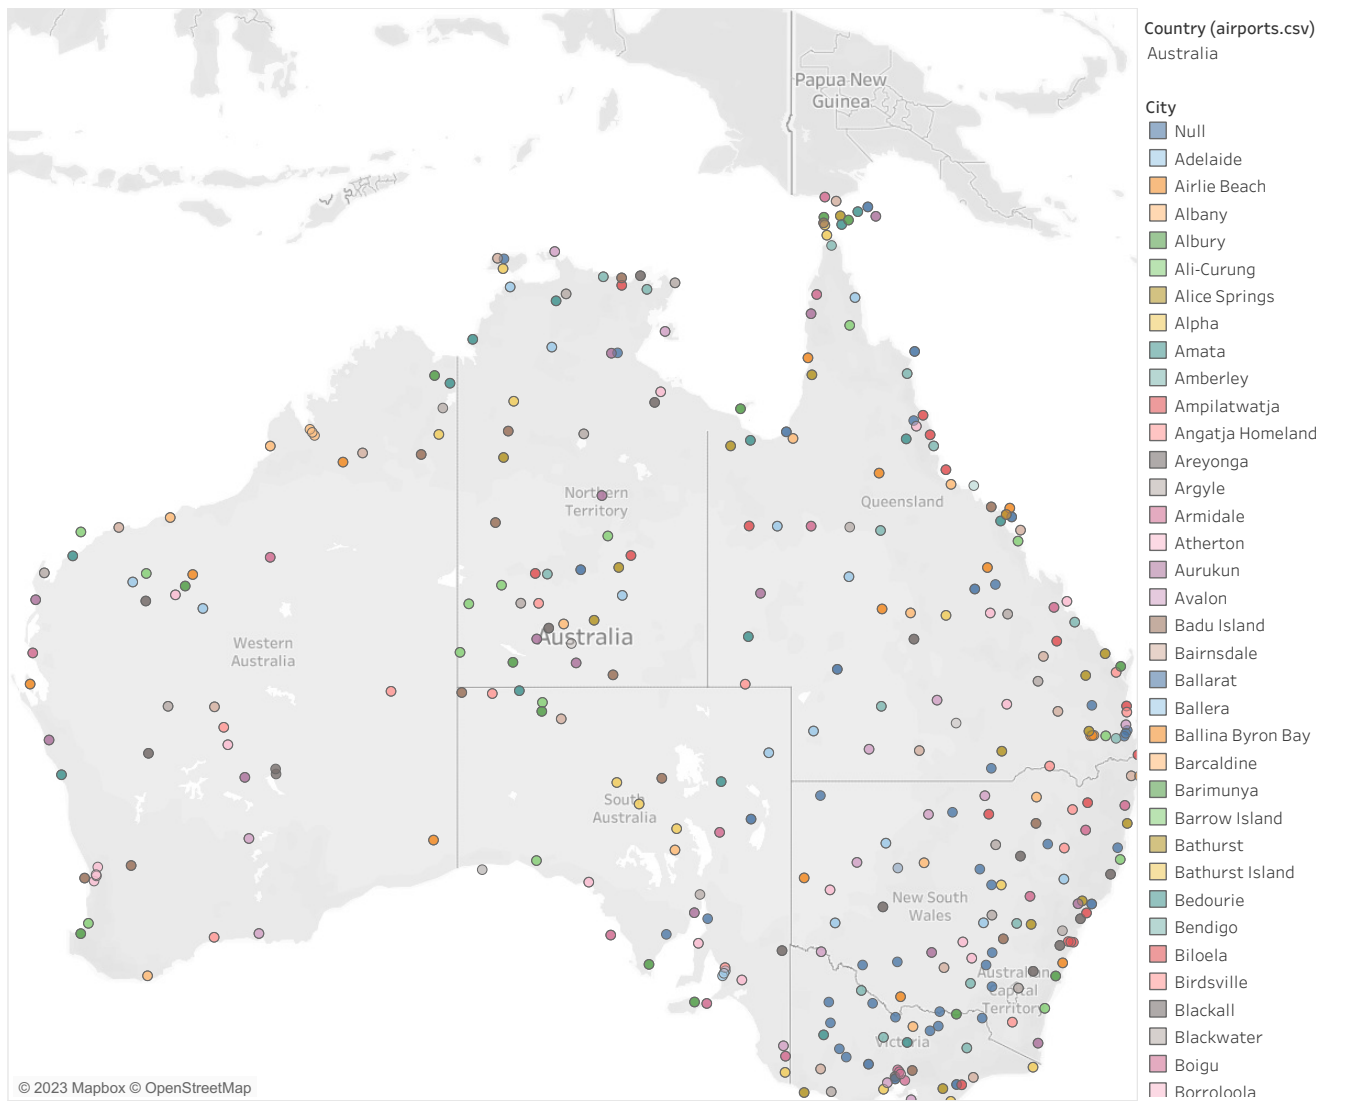 Papua New
Guinea
Northern
Territory
Queensland
Western
Australia
Australia
South
Australia
New South
Wales
Australian
Capital
Territory
Victoria
© 2023 Mapbox © OpenStreetMap
Country (airports.csv)
Australia
City
Null
Adelaide
Airlie Beach
Albany
Albury
Ali-Curung
Alice Springs
Alpha
Amata
Amberley
Ampilatwatja
Angatja Homeland
Areyonga
Argyle
Armidale
Atherton
Aurukun
Avalon
Badu Island
Bairnsdale
Ballarat
Ballera
Ballina Byron Bay
Barcaldine
Barimunya
Barrow Island
Bathurst
Bathurst Island
Bedourie
Bendigo
Biloela
Birdsville
Blackall
Blackwater
Boigu
Borroloola